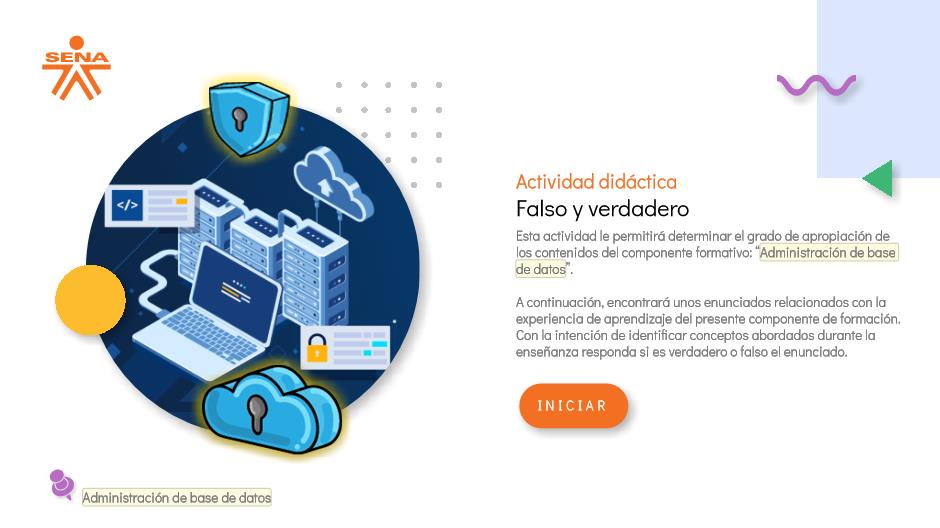 SENA
</>
Actividad didáctica
Falso y verdadero
Esta actividad le permitirá determinar el grado de apropiación de
los contenidos del componente formativo: “Administración de base
de datos”.
A continuación, encontrará unos enunciados relacionados con la
experiencia de aprendizaje del presente componente de formación.
Con la intención de identificar conceptos abordados durante la
enseñanza responda si es verdadero o falso el enunciado.
INICIAR
Administración de base de datos